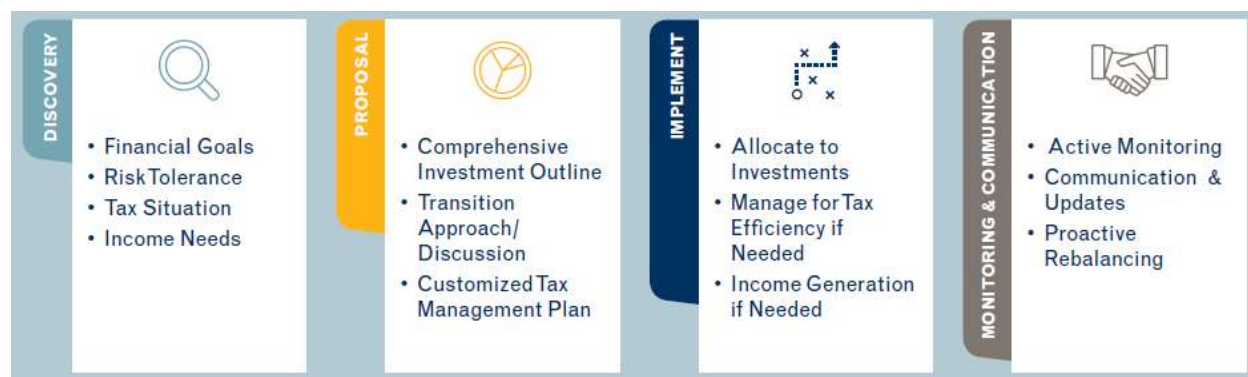 DISCOVERY
• Financial Goals
• Risk Tolerance
• Tax Situation
• Income Needs
PROPOSAL
• Comprehensive
Investment Outline
• Transition
Approach/
Discussion
• Customized Tax
Management Plan
IMPLEMENT
• Allocate to
Investments
• Manage for Tax
Efficiency if
Needed
• Income Generation
if Needed
MONITORING & COMMUNICATION
• Active Monitoring
• Communication &
Updates
• Proactive
Rebalancing